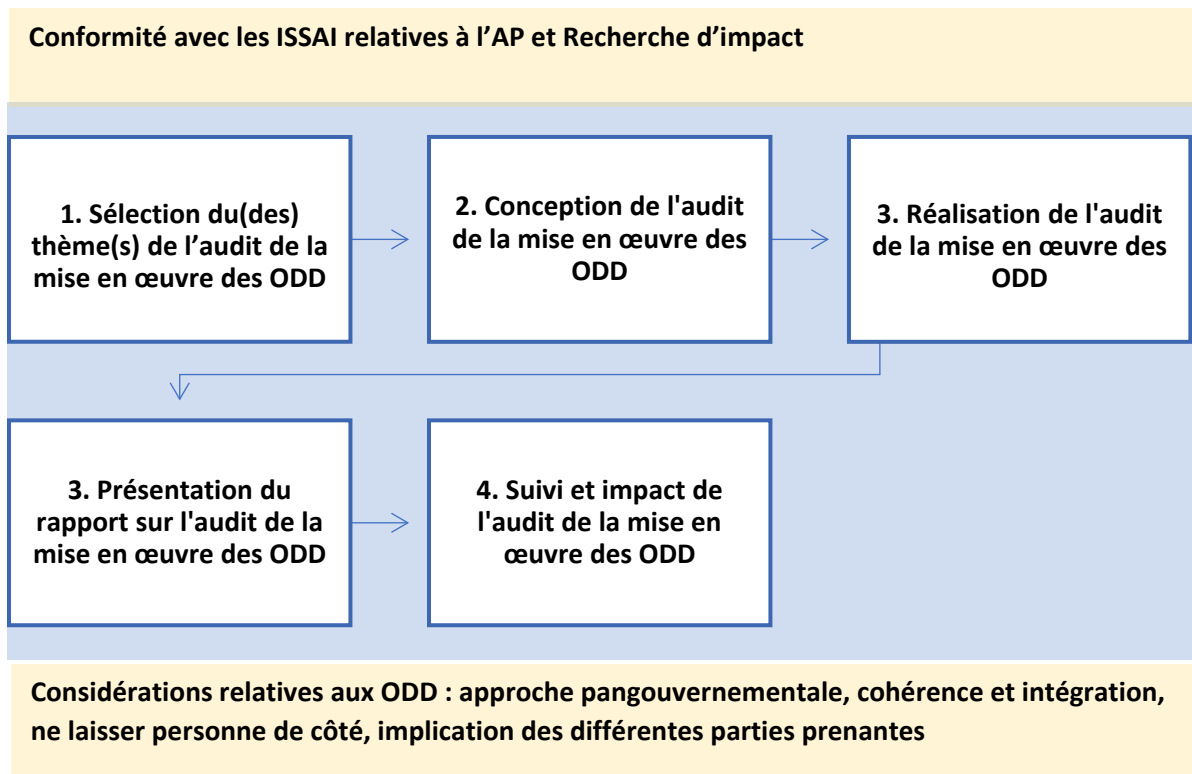 Conformité avec les ISSAI relatives à l’AP et Recherche d’impact
1. Sélection du(des)
thème(s) de l’audit de la
mise en œuvre des ODD
2. Conception de l'audit
de la mise en œuvre des
ODD
3. Réalisation de l'audit
de la mise en œuvre des
ODD
3. Présentation du
rapport sur l'audit de la
mise en œuvre des ODD
4. Suivi et impact de
l'audit de la mise en
œuvre des ODD
Considérations relatives aux ODD : approche pangouvernementale, cohérence et intégration,
ne laisser personne de côté, implication des différentes parties prenantes